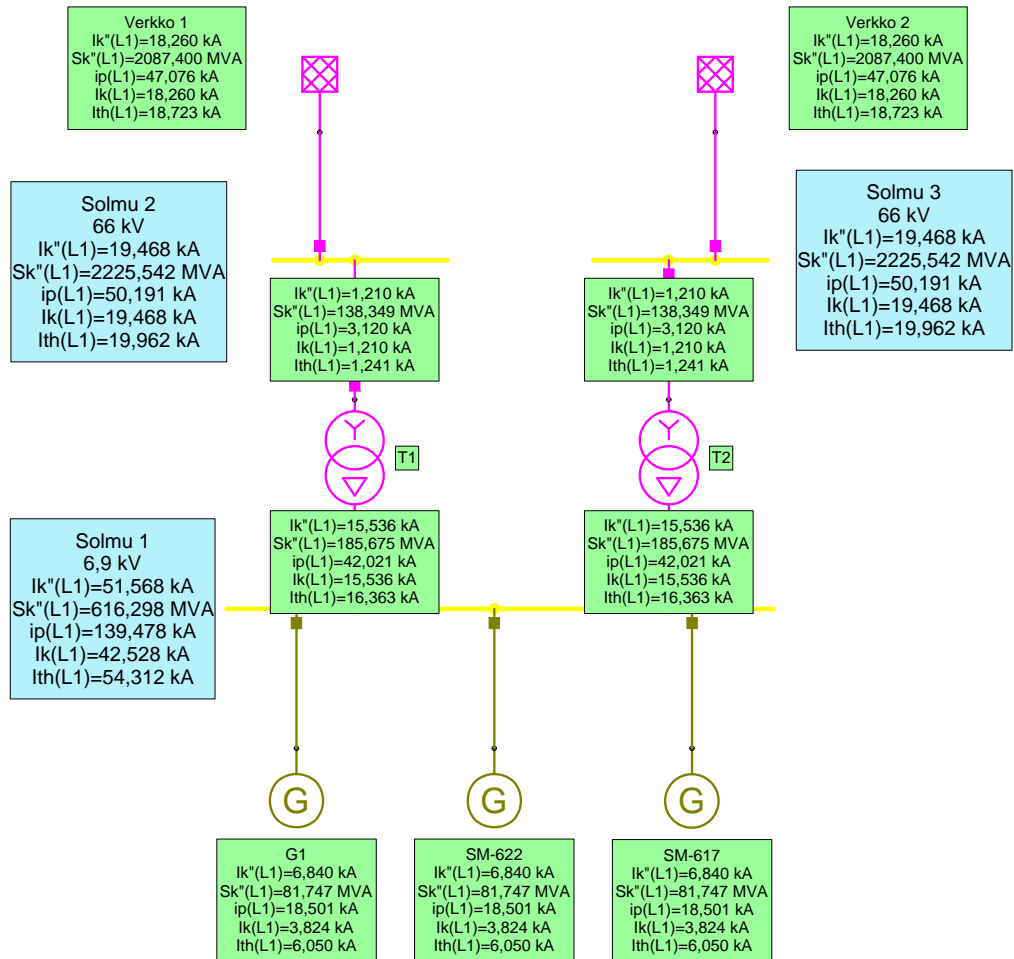 Verkko 1
Ik"(L1)=18,260 kA
Sk"(L1)=2087,400 MVA
ip(L1)=47,076 kA
Ik(L1)=18,260 kA
Ith(L1)=18,723 kA
Verkko 2
Ik"(L1)=18,260 kA
Sk"(L1)=2087,400 MVA
ip(L1)=47,076 kA
Ik(L1)=18,260 kA
Ith(L1)=18,723 kA
Solmu 2
66 kV
Ik"(L1)=19,468 kA
Sk"(L1)=2225,542 MVA
ip(L1)=50,191 kA
Ik(L1)=19,468 kA
Ith(L1)=19,962 kA
Solmu 3
66 kV
Ik"(L1)=19,468 kA
Sk"(L1)=2225,542 MVA
ip(L1)=50,191 kA
Ik(L1)=19,468 kA
Ith(L1)=19,962 kA
Ik"(L1)=1,210 kA
Sk"(L1)=138,349 MVA
ip(L1)=3,120 kA
Ik(L1)=1,210 kA
Ith(L1)=1,241 kA
Ik"(L1)=1,210 kA
Sk"(L1)=138,349 MVA
ip(L1)=3,120 kA
Ik(L1)=1,210 kA
Ith(L1)=1,241 kA
T1
T2
Solmu 1
6,9 kV
Ik"(L1)=51,568 kA
Sk"(L1)=616,298 MVA
ip(L1)=139,478 kA
Ik(L1)=42,528 kA
Ith(L1)=54,312 kA
Ik"(L1)=15,536 kA
Sk"(L1)=185,675 MVA
ip(L1)=42,021 kA
Ik(L1)=15,536 kA
Ith(L1)=16,363 kA
Ik"(L1)=15,536 kA
Sk"(L1)=185,675 MVA
ip(L1)=42,021 kA
Ik(L1)=15,536 kA
Ith(L1)=16,363 kA
G
G
G
G1
Ik"(L1)=6,840 kA
Sk"(L1)=81,747 MVA
ip(L1)=18,501 kA
Ik(L1)=3,824 kA
Ith(L1)=6,050 kA
SM-622
Ik"(L1)=6,840 kA
Sk"(L1)=81,747 MVA
ip(L1)=18,501 kA
Ik(L1)=3,824 kA
Ith(L1)=6,050 kA
SM-617
Ik"(L1)=6,840 kA
Sk"(L1)=81,747 MVA
ip(L1)=18,501 kA
Ik(L1)=3,824 kA
Ith(L1)=6,050 kA